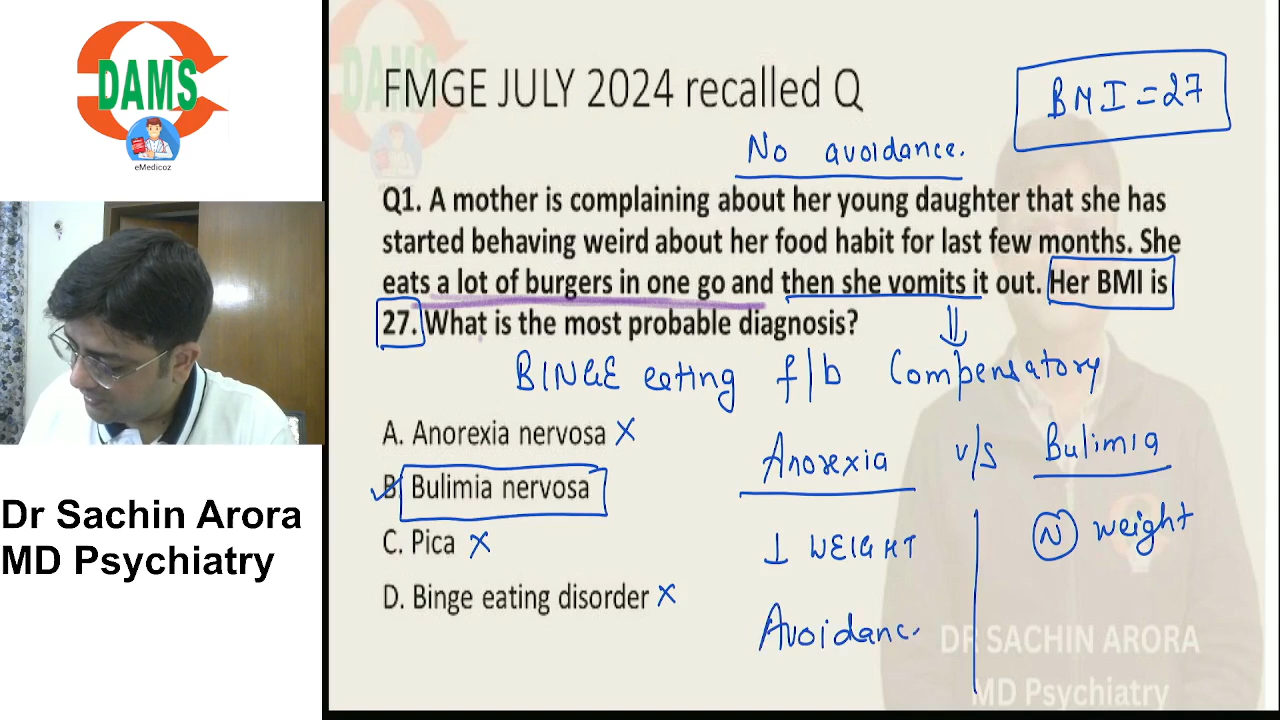 DAMS
eMedicoz
Dr Sachin Arora
MD Psychiatry
FMGE JULY 2024 recalled Q
BMI = 27
No avoidance.
Q1. A mother is complaining about her young daughter that she has
started behaving weird about her food habit for last few months. She
eats a lot of burgers in one go and then she vomits it out. Her BMI is
27. What is the most probable diagnosis?
BINGE eating f/b Compensatory
A. Anorexia nervosa X
B. Bulimia nervosa
C. Pica X
D. Binge eating disorder X
Anorexia v/s Bulimia
↓ WEIGHT
N weight
Avoidanc.
DR SACHIN ARORA
MD Psychiatry